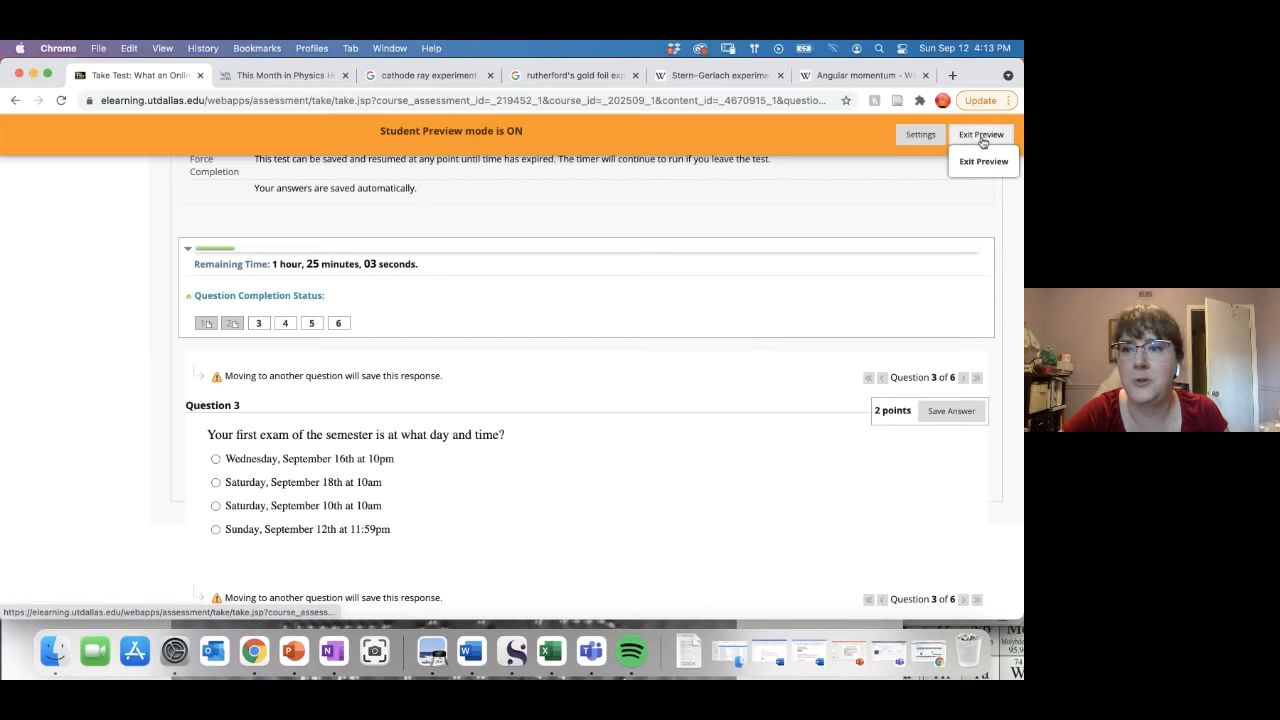 Chrome File Edit View History Bookmarks Profiles Tab Window Help Sun Sep 12 4:13 PM
Take Test: What an Onlin This Month in Physics Hi cathode ray experiment rutherford's gold foil exp Stern–Gerlach experime Angular momentum - Wi
elearning.utdallas.edu/webapps/assessment/take/take.jsp?course_assessment_id=_219452_1&course_id=_202509_1&content_id=_4670915_1&questio... Update
Student Preview mode is ON Settings Exit Preview
Exit Preview
Force Completion This test can be saved and resumed at any point until time has expired. The timer will continue to run if you leave the test.
Your answers are saved automatically.
Remaining Time: 1 hour, 25 minutes, 03 seconds.
Question Completion Status:
1 2 3 4 5 6
Moving to another question will save this response. Question 3 of 6
Question 3 2 points Save Answer
Your first exam of the semester is at what day and time?
Wednesday, September 16th at 10pm
Saturday, September 18th at 10am
Saturday, September 10th at 10am
Sunday, September 12th at 11:59pm
Moving to another question will save this response. Question 3 of 6
https://elearning.utdallas.edu/webapps/assessment/take/take.jsp?course_assess...